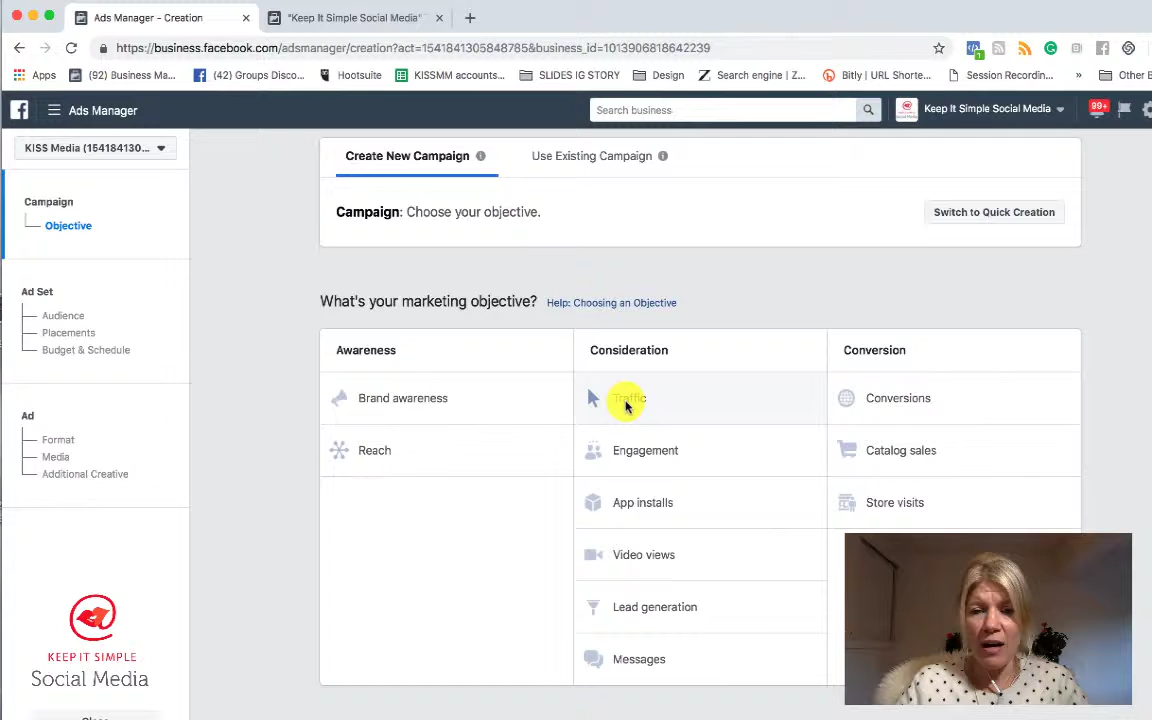 Ads Manager - Creation
"Keep It Simple Social Media"
https://business.facebook.com/adsmanager/creation?act=1541841305848785&business_id=1013906818642239
Apps
(92) Business Ma...
(42) Groups Disco...
Hootsuite
KISSMM accounts...
SLIDES IG STORY
Design
Search engine | Z...
Bitly | URL Shorte...
Session Recordin...
»
Other B
Ads Manager
Search business
Keep It Simple Social Media
99+
KISS Media (154184130...
Create New Campaign
Use Existing Campaign
Campaign: Choose your objective.
Switch to Quick Creation
Campaign
Objective
Ad Set
Audience
Placements
Budget & Schedule
Ad
Format
Media
Additional Creative
What's your marketing objective?
Help: Choosing an Objective
Awareness
Consideration
Conversion
Brand awareness
Traffic
Conversions
Reach
Engagement
Catalog sales
App installs
Store visits
Video views
Lead generation
Messages
KEEP IT SIMPLE
Social Media
Close